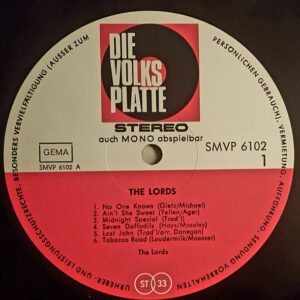 DIE
VOLKS
PLATTE
STEREO
auch MONO abspielbar
GEMA
SMVP 6102 A
SMVP 6102
1
THE LORDS
1. No One Knows (Gietz/Michael)
2. Ain't She Sweet (Yellen/Ager)
3. Midnight Special (Trad'l)
4. Seven Daffodils (Hays/Moseley)
5. Last John (Trad'l/arr. Donegan)
6. Tobacco Road (Loudermilk/Maesser)
The Lords
ST 33
URHEBER- UND LEISTUNGSSCHUTZRECHTE, BESONDERS VERVIELFÄLTIGUNG (AUSSER ZUM PERSÖNLICHEN GEBRAUCH), VERMIETUNG, AUFFÜHRUNG, SENDUNG VORBEHALTEN